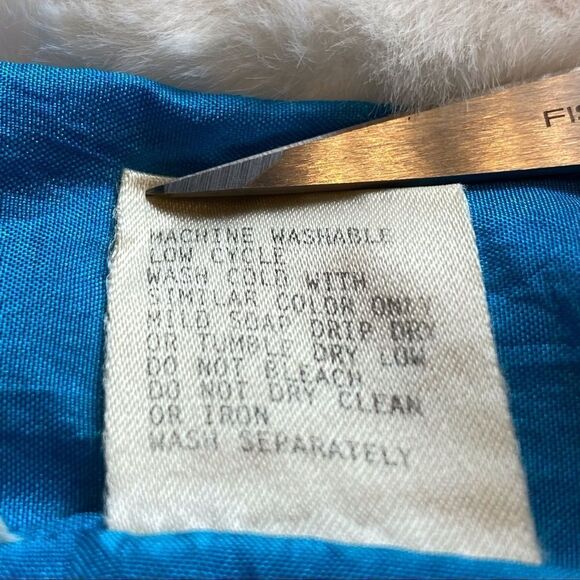 FIS
MACHINE WASHABLE
LOW CYCLE
WASH COLD WITH
SIMILAR COLOR ONLY
MILD SOAP DRIP DRY
OR TUMBLE DRY LOW
DO NOT BLEACH
DO NOT DRY CLEAN
OR IRON
WASH SEPARATELY